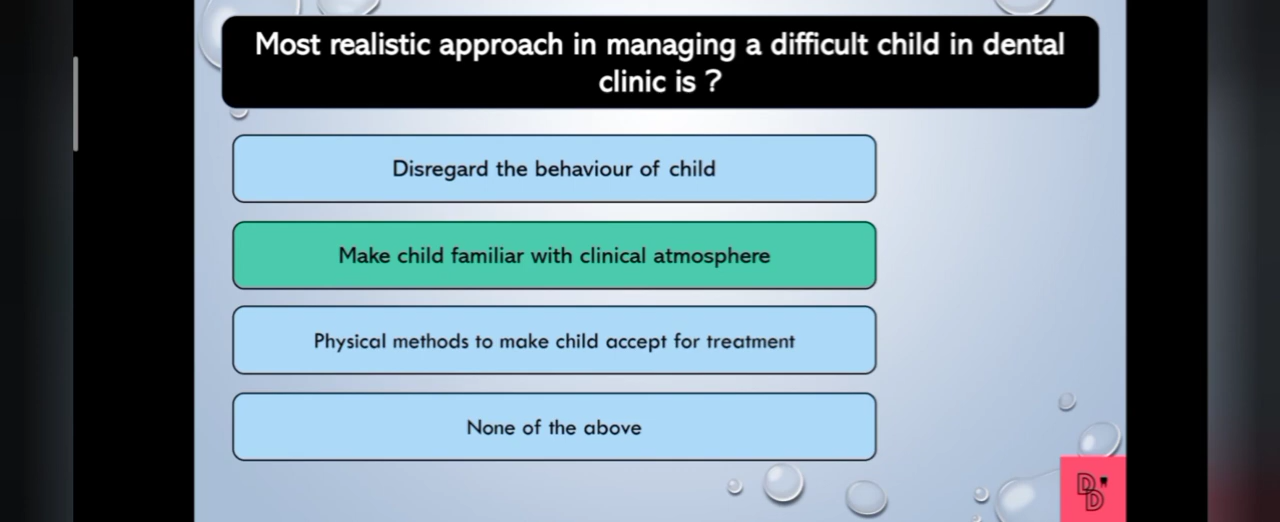 Most realistic approach in managing a difficult child in dental
clinic is ?
Disregard the behaviour of child
Make child familiar with clinical atmosphere
Physical methods to make child accept for treatment
None of the above
DD